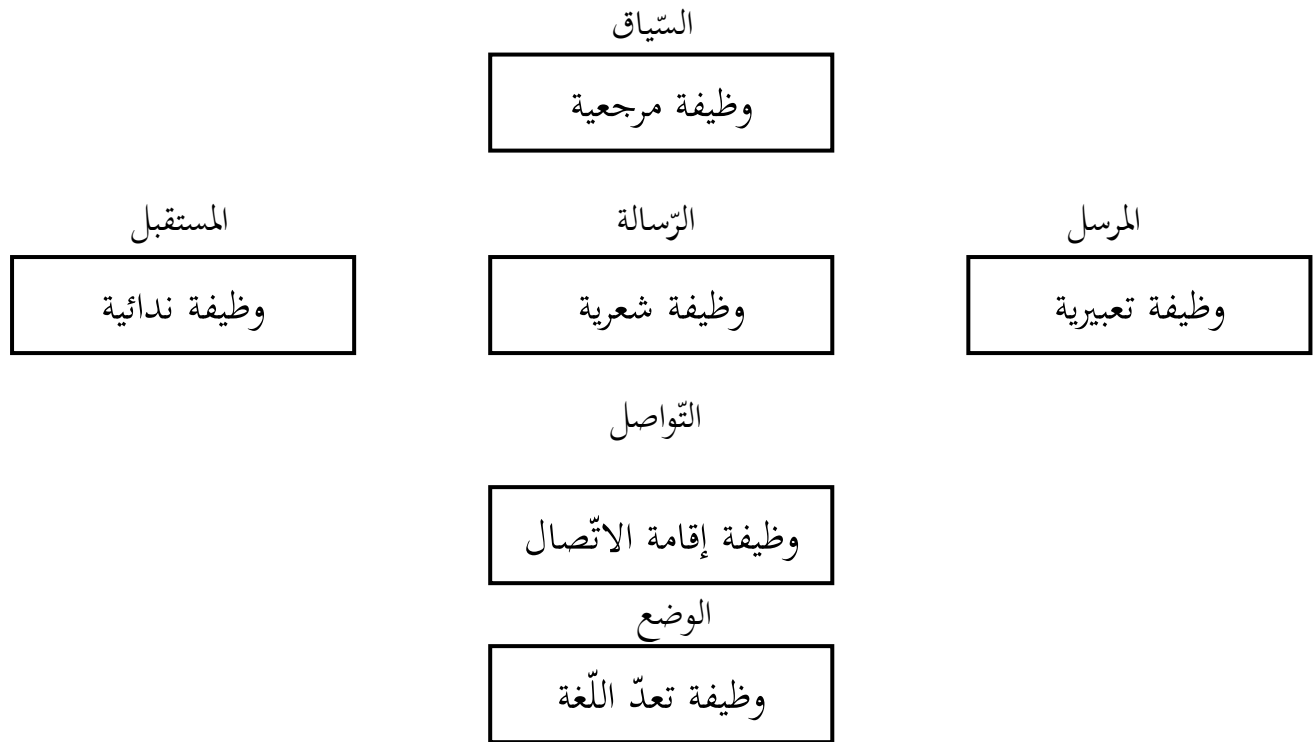 السّياق
وظيفة مرجعية
المرسل
الرّسالة
المستقبل
وظيفة تعبيرية
وظيفة شعرية
وظيفة ندائية
التّواصل
وظيفة إقامة الاتّصال
الوضع
وظيفة تعدّ اللّغة